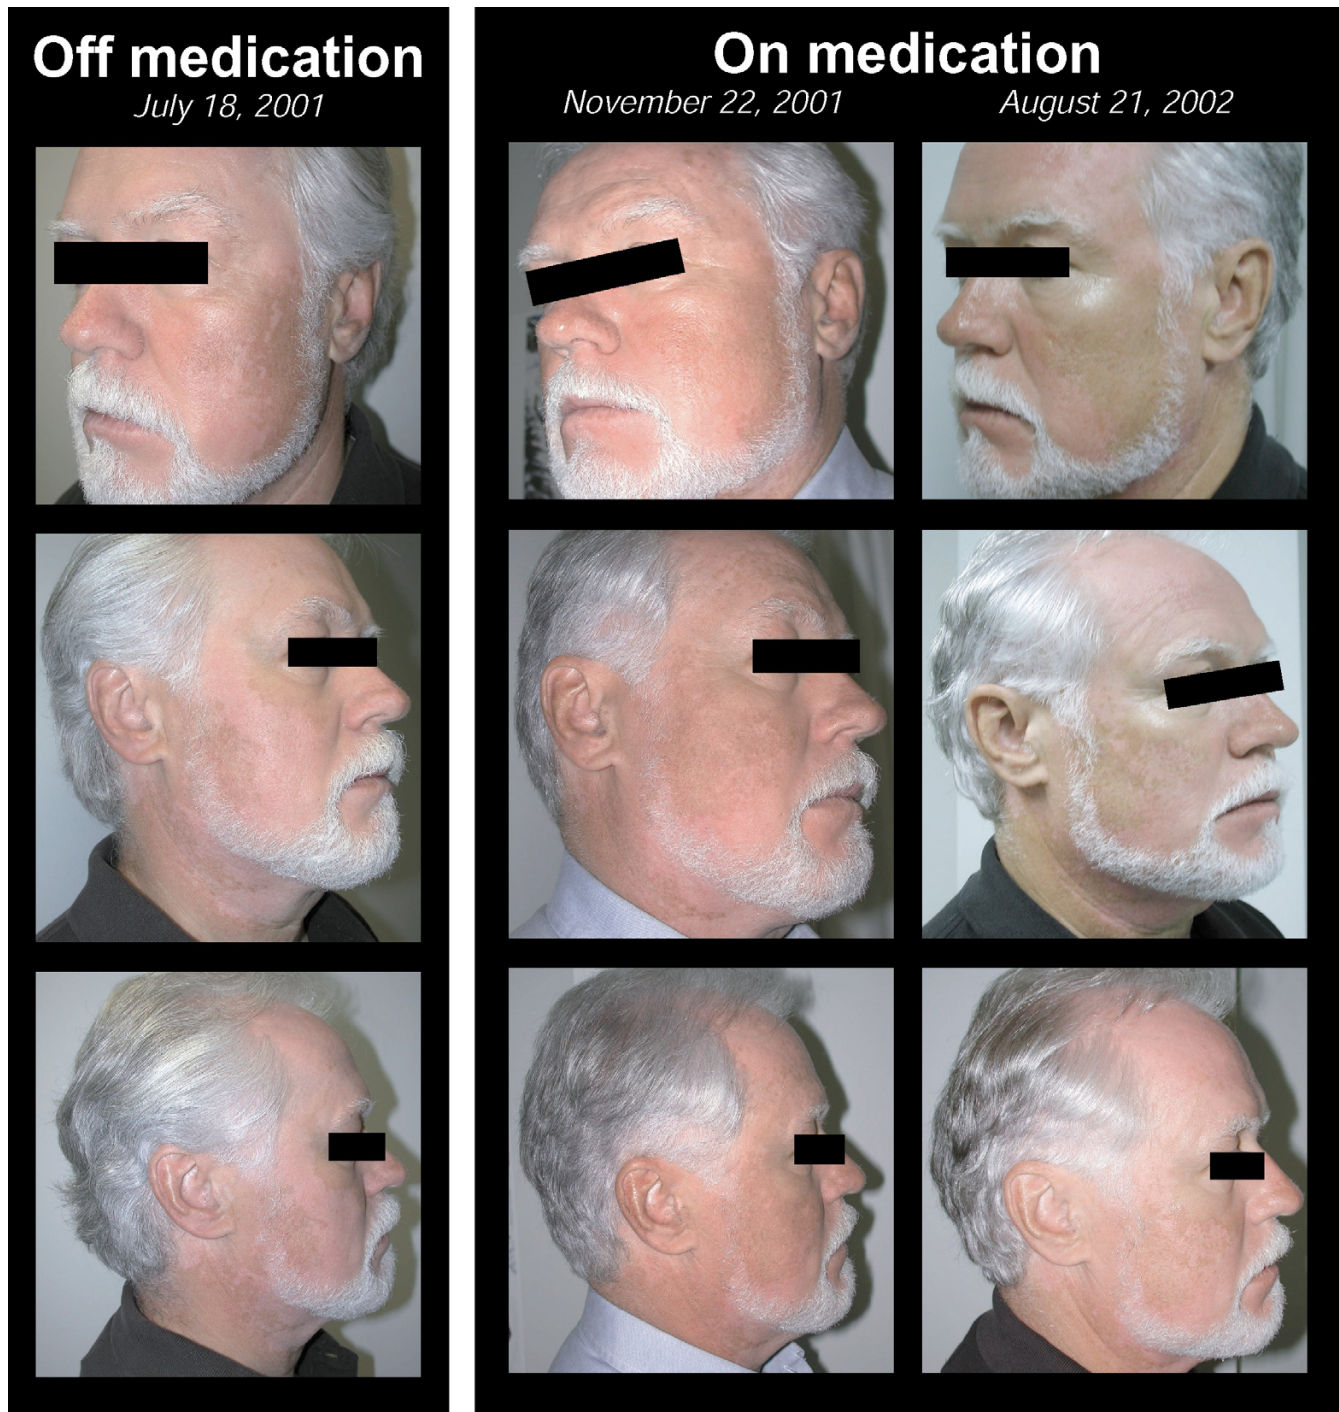 Off medication
July 18, 2001
On medication
November 22, 2001
August 21, 2002